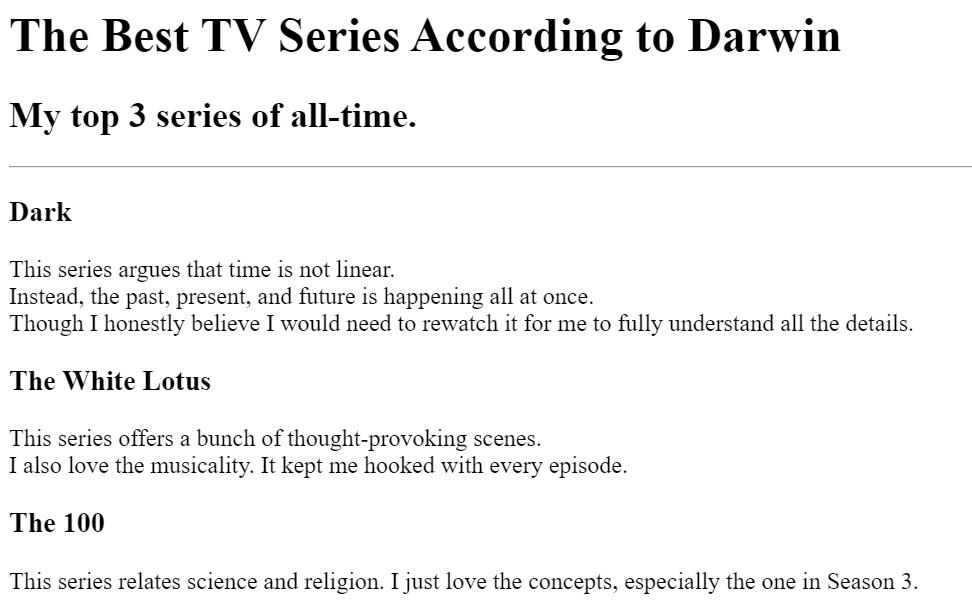 The Best TV Series According to Darwin
My top 3 series of all-time.
Dark
This series argues that time is not linear.
Instead, the past, present, and future is happening all at once.
Though I honestly believe I would need to rewatch it for me to fully understand all the details.
The White Lotus
This series offers a bunch of thought-provoking scenes.
I also love the musicality. It kept me hooked with every episode.
The 100
This series relates science and religion. I just love the concepts, especially the one in Season 3.